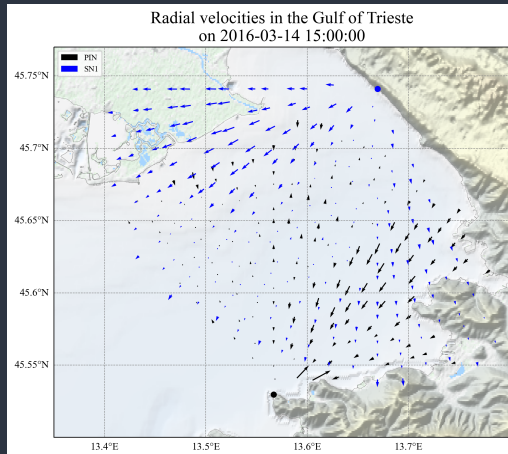 Radial velocities in the Gulf of Trieste
on 2016-03-14 15:00:00
PIN
SN1
45.75°N
45.7°N
45.65°N
45.6°N
45.55°N
13.4°E 13.5°E 13.6°E 13.7°E